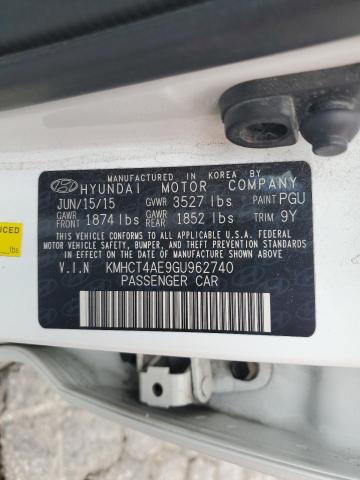 MANUFACTURED IN KOREA BY
HYUNDAI MOTOR COMPANY
JUN/15/15 GVWR 3527 lbs PAINT PGU
GAWR FRONT 1874 lbs GAWR REAR 1852 lbs TRIM 9Y
THIS VEHICLE CONFORMS TO ALL APPLICABLE U.S. FEDERAL
MOTOR VEHICLE SAFETY, BUMPER, AND THEFT PREVENTION
STANDARDS IN EFFECT ON THE DATE OF MANUFACTURE
SHOWN ABOVE.
V.I.N KMHCT4AE9GU962740
PASSENGER CAR
lbs